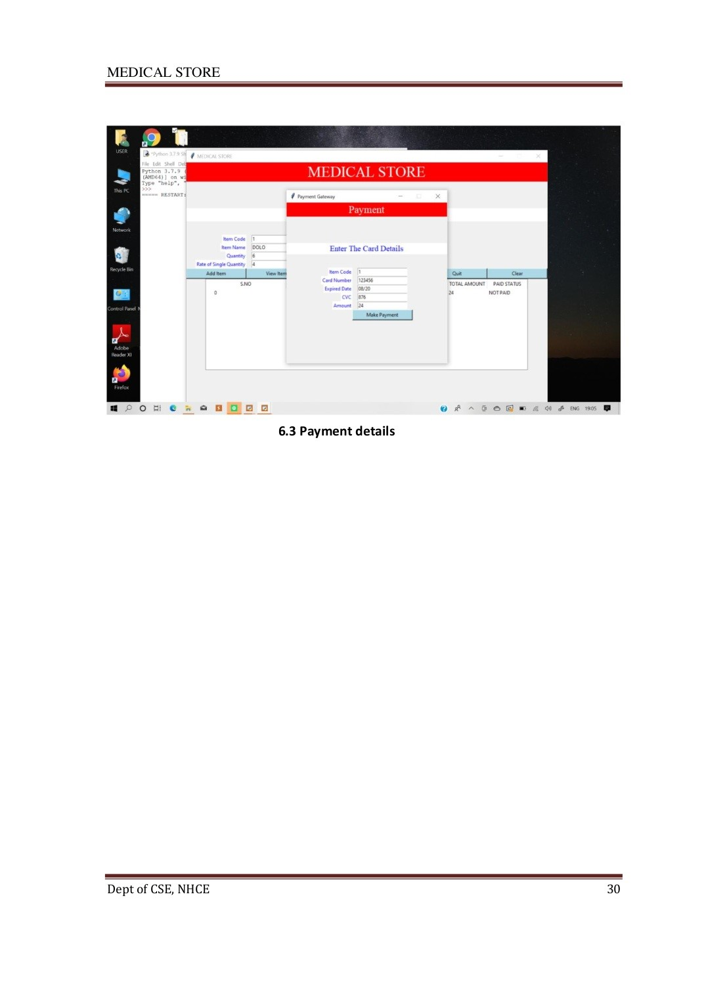 MEDICAL STORE
USER
This PC
Network
Recycle Bin
Control Panel
Adobe
Reader XI
Firefox
*Python 3.7.9
File Edit Shell
Python 3.7.9
(AMD64)] on
Type "help",
>>>
====== RESTART:
MEDICAL STORE
MEDICAL STORE
Item Code 1
Item Name DOLO
Quantity 6
Rate of Single Quantity 4
Add Item View Item Quit Clear
S.NO TOTAL AMOUNT PAID STATUS
0 24 NOT PAID
Payment Gateway
Payment
Enter The Card Details
Item Code 1
Card Number 123456
Expired Date 08/20
CVC 876
Amount 24
Make Payment
ENG 19:05
6.3 Payment details
Dept of CSE, NHCE 30